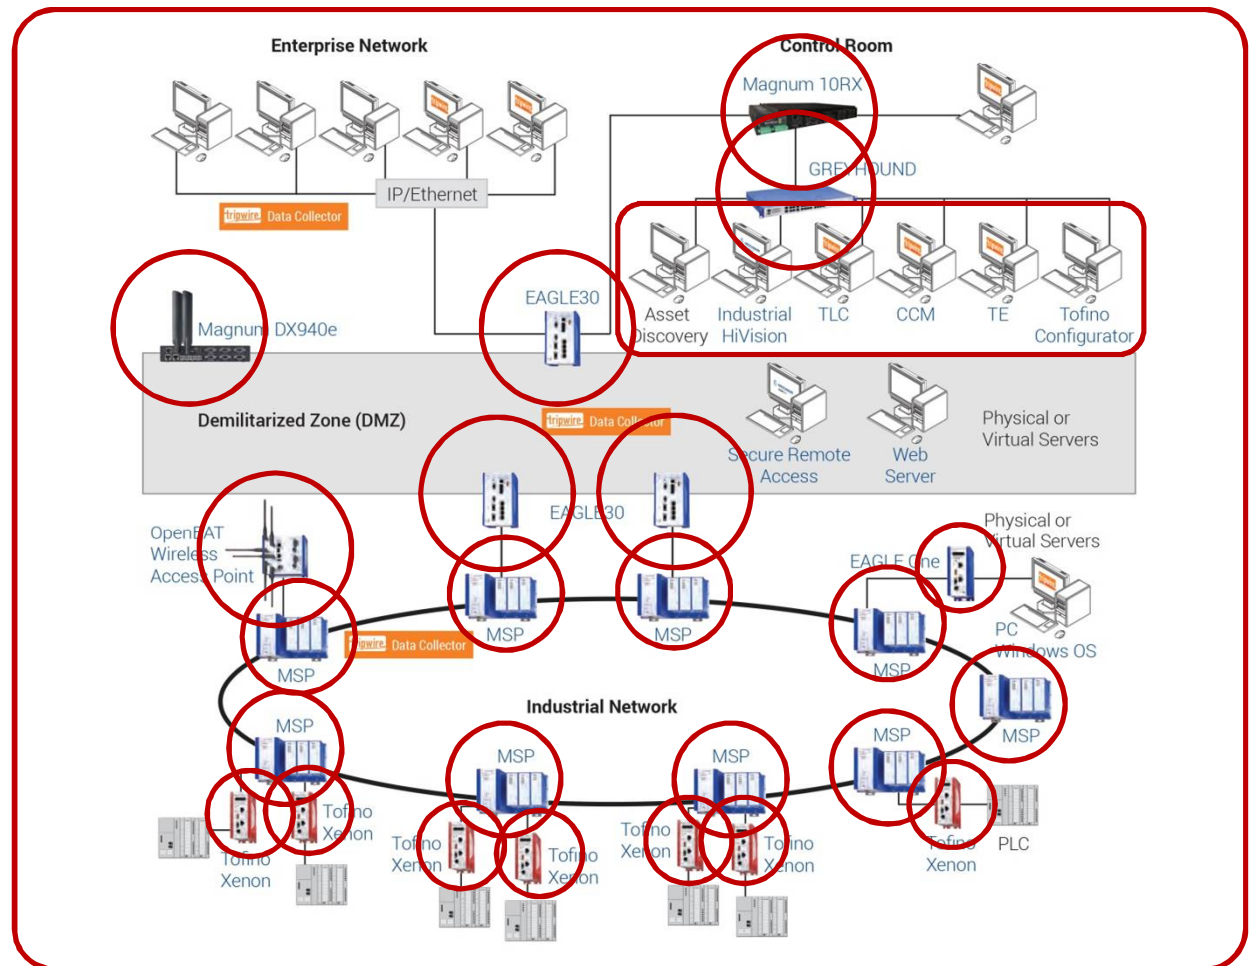 Enterprise Network
Control Room
Magnum 10RX
GREYHOUND
IP/Ethernet
tripwire Data Collector
EAGLE30
Magnum DX940e
Asset
Discovery
Industrial
HiVision
TLC
CCM
TE
Tofino
Configurator
Demilitarized Zone (DMZ)
tripwire Data Collector
Secure Remote
Access
Web
Server
Physical or
Virtual Servers
EAGLE30
OpenBAT
Wireless
Access Point
Physical or
Virtual Servers
EAGLE One
MSP
MSP
MSP
MSP
PC
Windows OS
tripwire Data Collector
Industrial Network
MSP
MSP
MSP
MSP
MSP
Tofino
Xenon
Tofino
Xenon
Tofino
Xenon
Tofino
Xenon
Tofino
Xenon
Tofino
Xenon
Tofino
Xenon
PLC